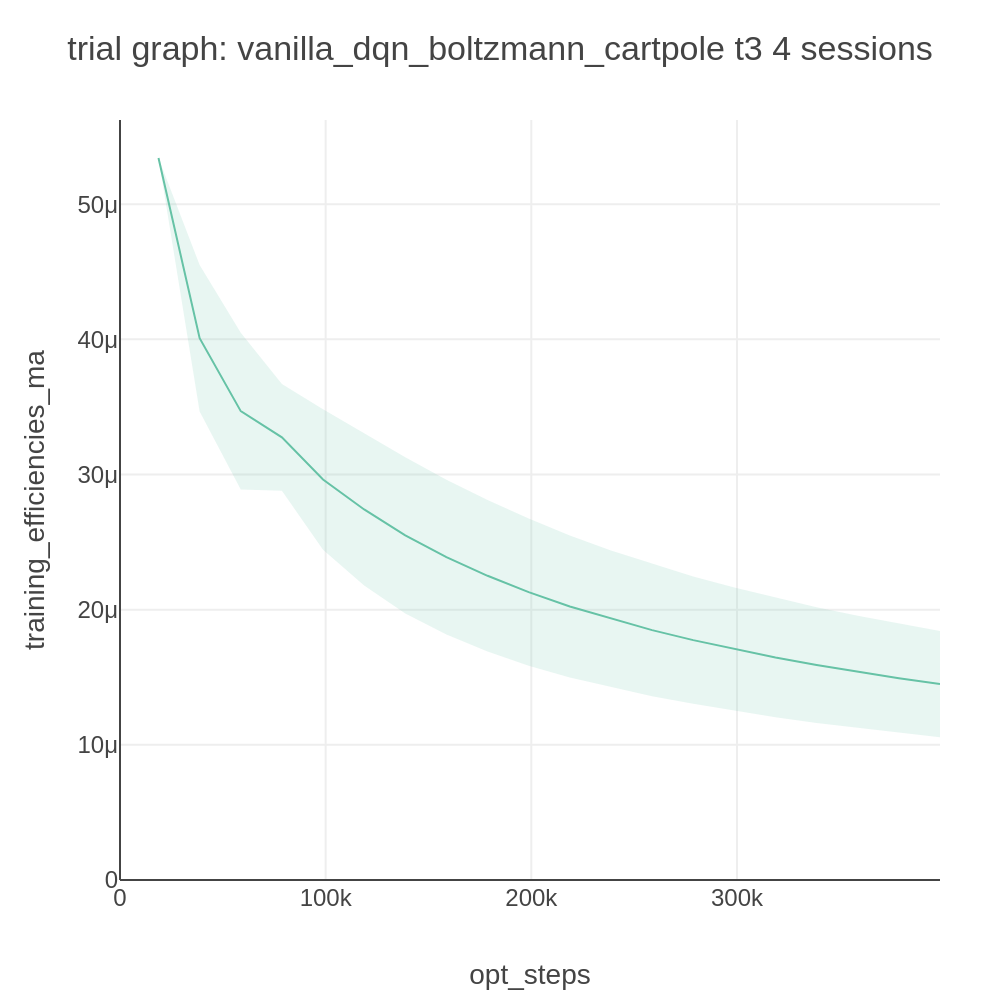 trial graph: vanilla_dqn_boltzmann_cartpole t3 4 sessions
training_efficiencies_ma
50μ
40μ
30μ
20μ
10μ
0
0
100k
200k
300k
opt_steps